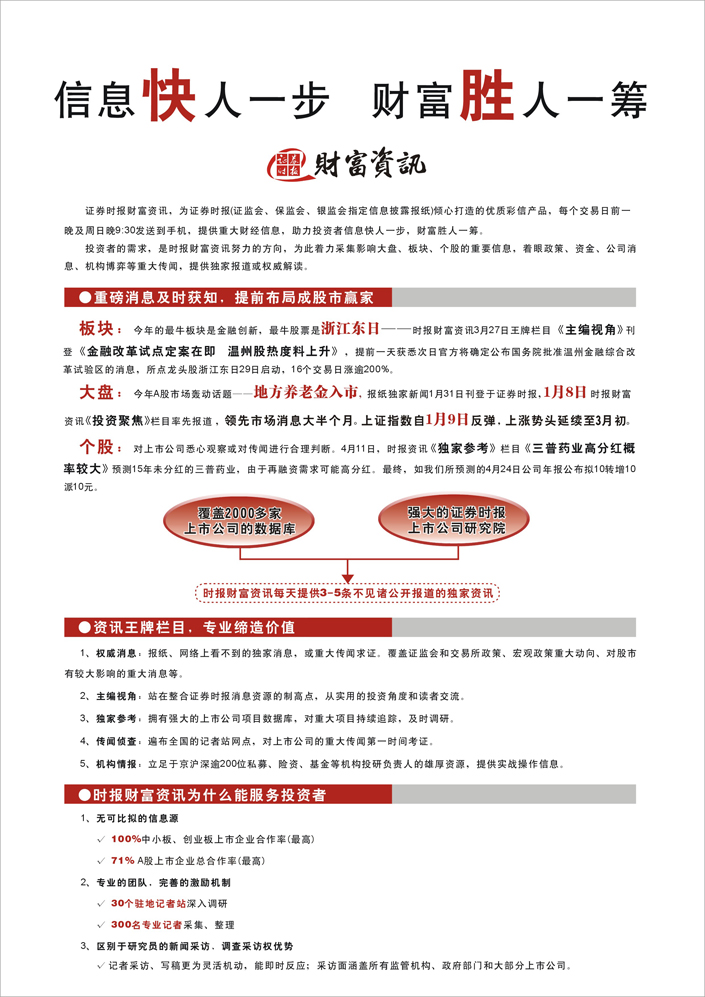 信息快人一步 财富胜人一筹
证券时报 财富資訊
证券时报财富资讯，为证券时报(证监会、保监会、银监会指定信息披露报纸)倾心打造的优质彩信产品，每个交易日前一
晚及周日晚9:30发送到手机，提供重大财经信息，助力投资者信息快人一步，财富胜人一筹。
投资者的需求，是时报财富资讯努力的方向，为此着力采集影响大盘、板块、个股的重要信息，着眼政策、资金、公司消
息、机构博弈等重大传闻，提供独家报道或权威解读。
●重磅消息及时获知．提前布局成股市赢家
板块：今年的最牛板块是金融创新，最牛股票是浙江东日——时报财富资讯3月27日王牌栏目《主编视角》刊
登《金融改革试点定案在即 温州股热度料上升》，提前一天获悉次日官方将确定公布国务院批准温州金融综合改
革试验区的消息，所点龙头股浙江东日29日启动，16个交易日涨逾200%。
大盘：今年A股市场轰动话题——地方养老金入市，报纸独家新闻1月31日刊登于证券时报，1月8日时报财富
资讯《投资聚焦》栏目率先报道，领先市场消息大半个月。上证指数自1月9日反弹，上涨势头延续至3月初。
个股：对上市公司悉心观察或对传闻进行合理判断。4月11日，时报资讯《独家参考》栏目《三普药业高分红概
率较大》预测15年未分红的三普药业，由于再融资需求可能高分红。最终，如我们所预测的4月24日公司年报公布拟10转增10
派10元。
覆盖2000多家
上市公司的数据库
强大的证券时报
上市公司研究院
时报财富资讯每天提供3-5条不见诸公开报道的独家资讯
●资讯王牌栏目．专业缔造价值
1、权威消息：报纸、网络上看不到的独家消息，或重大传闻求证。覆盖证监会和交易所政策、宏观政策重大动向、对股市
有较大影响的重大消息等。
2、主编视角：站在整合证券时报消息资源的制高点，从实用的投资角度和读者交流。
3、独家参考：拥有强大的上市公司项目数据库，对重大项目持续追踪，及时调研。
4、传闻侦查：遍布全国的记者站网点，对上市公司的重大传闻第一时间考证。
5、机构情报：立足于京沪深逾200位私募、险资、基金等机构投研负责人的雄厚资源，提供实战操作信息。
●时报财富资讯为什么能服务投资者
1、无可比拟的信息源
√ 100%中小板、创业板上市企业合作率(最高)
√ 71% A股上市企业总合作率(最高)
2、专业的团队．完善的激励机制
√ 30个驻地记者站深入调研
√ 300名专业记者采集、整理
3、区别于研究员的新闻采访．调查采访权优势
√ 记者采访、写稿更为灵活机动，能即时反应；采访面涵盖所有监管机构、政府部门和大部分上市公司。